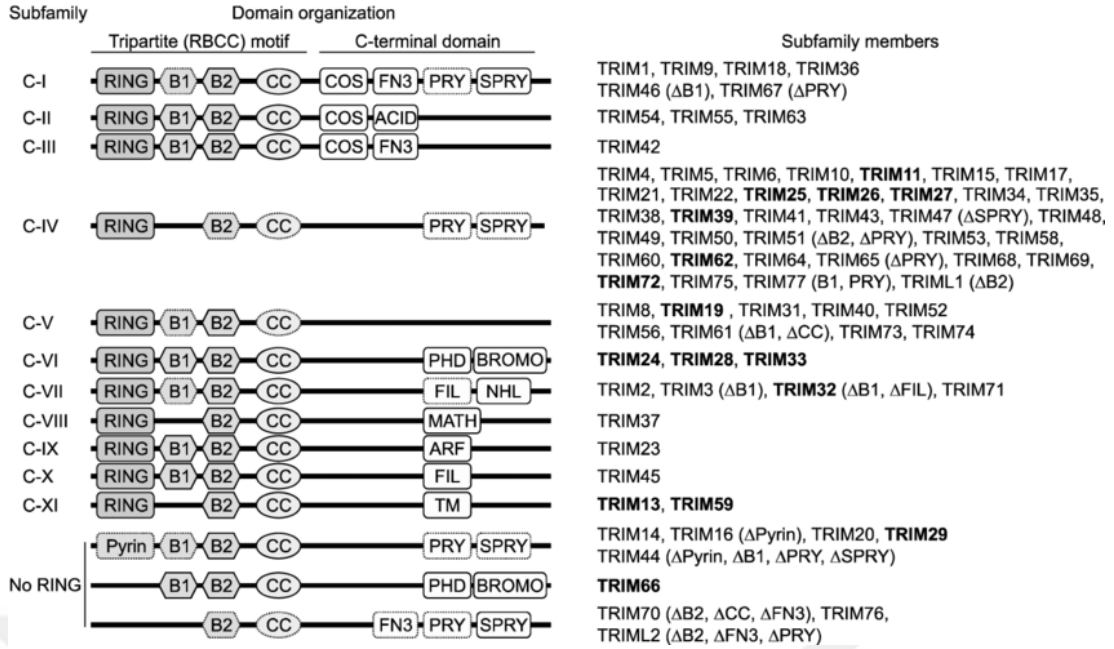 Subfamily Domain organization
Tripartite (RBCC) motif C-terminal domain Subfamily members
C-I RING B1 B2 CC COS FN3 PRY SPRY TRIM1, TRIM9, TRIM18, TRIM36
TRIM46 (ΔB1), TRIM67 (ΔPRY)
C-II RING B1 B2 CC COS ACID TRIM54, TRIM55, TRIM63
C-III RING B1 B2 CC COS FN3 TRIM42
TRIM4, TRIM5, TRIM6, TRIM10, TRIM11, TRIM15, TRIM17,
TRIM21, TRIM22, TRIM25, TRIM26, TRIM27, TRIM34, TRIM35,
C-IV RING B2 CC PRY SPRY TRIM38, TRIM39, TRIM41, TRIM43, TRIM47 (ΔSPRY), TRIM48,
TRIM49, TRIM50, TRIM51 (ΔB2, ΔPRY), TRIM53, TRIM58,
TRIM60, TRIM62, TRIM64, TRIM65 (ΔPRY), TRIM68, TRIM69,
TRIM72, TRIM75, TRIM77 (B1, PRY), TRIML1 (ΔB2)
C-V RING B1 B2 CC TRIM8, TRIM19 , TRIM31, TRIM40, TRIM52
TRIM56, TRIM61 (ΔB1, ΔCC), TRIM73, TRIM74
C-VI RING B1 B2 CC PHD BROMO TRIM24, TRIM28, TRIM33
C-VII RING B1 B2 CC FIL NHL TRIM2, TRIM3 (ΔB1), TRIM32 (ΔB1, ΔFIL), TRIM71
C-VIII RING B2 CC MATH TRIM37
C-IX RING B1 B2 CC ARF TRIM23
C-X RING B1 B2 CC FIL TRIM45
C-XI RING B2 CC TM TRIM13, TRIM59
Pyrin B1 B2 CC PRY SPRY TRIM14, TRIM16 (ΔPyrin), TRIM20, TRIM29
TRIM44 (ΔPyrin, ΔB1, ΔPRY, ΔSPRY)
No RING B1 B2 CC PHD BROMO TRIM66
B2 CC FN3 PRY SPRY TRIM70 (ΔB2, ΔCC, ΔFN3), TRIM76,
TRIML2 (ΔB2, ΔFN3, ΔPRY)